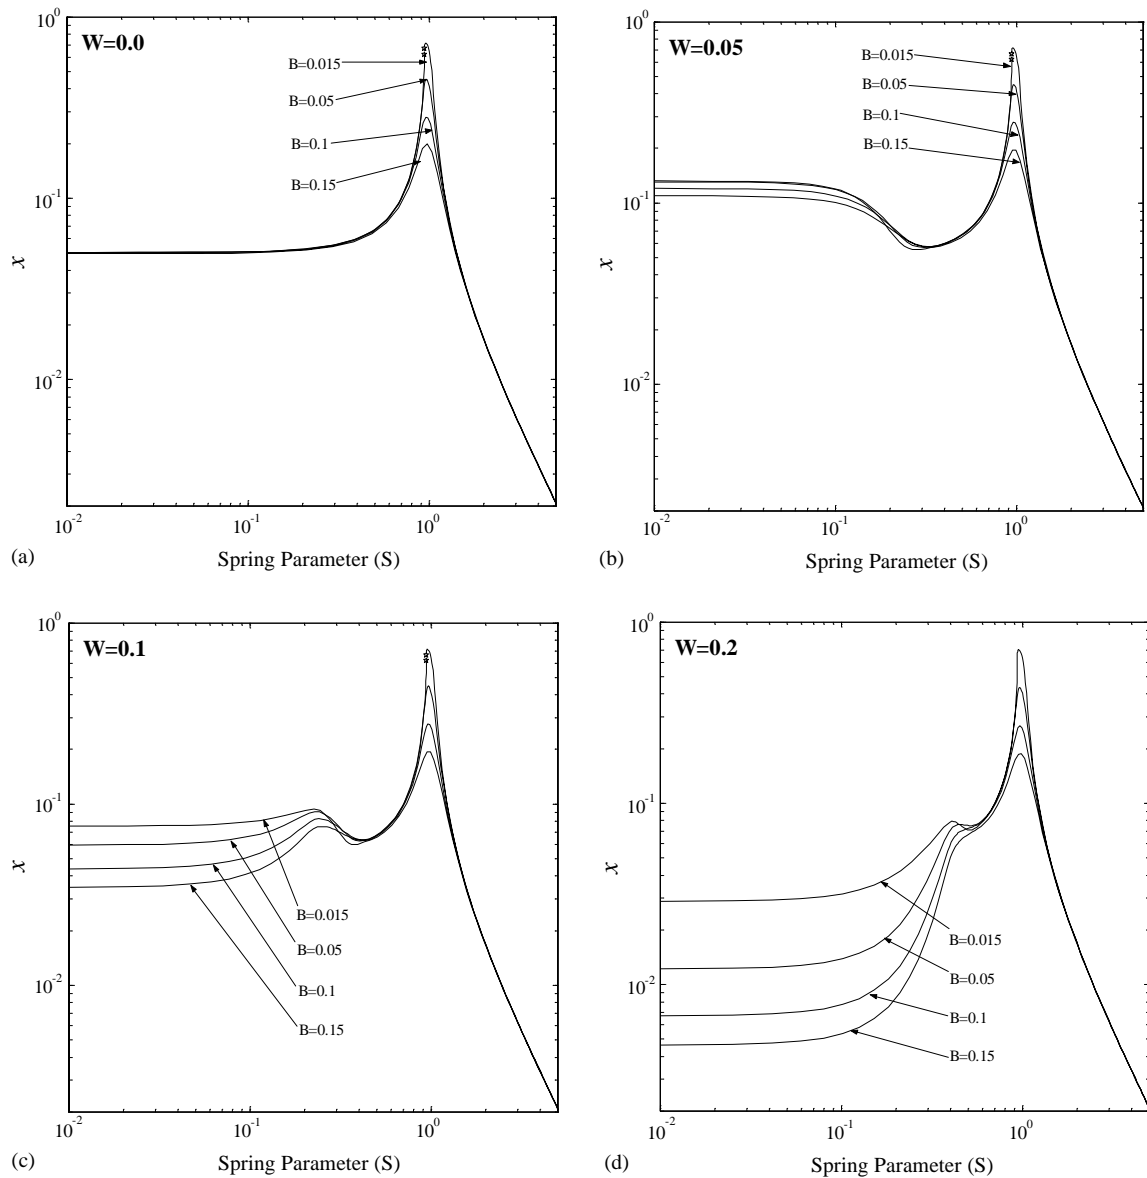 W=0.0
10^0
B=0.015
B=0.05
B=0.1
B=0.15
10^-1
x
10^-2
10^-2
10^-1
10^0
(a)
Spring Parameter (S)
W=0.05
10^0
B=0.015
B=0.05
B=0.1
B=0.15
10^-1
x
10^-2
10^-2
10^-1
10^0
(b)
Spring Parameter (S)
W=0.1
10^0
10^-1
x
B=0.015
B=0.05
B=0.1
B=0.15
10^-2
10^-2
10^-1
10^0
(c)
Spring Parameter (S)
W=0.2
10^0
10^-1
x
B=0.015
B=0.05
B=0.1
B=0.15
10^-2
10^-2
10^-1
10^0
(d)
Spring Parameter (S)